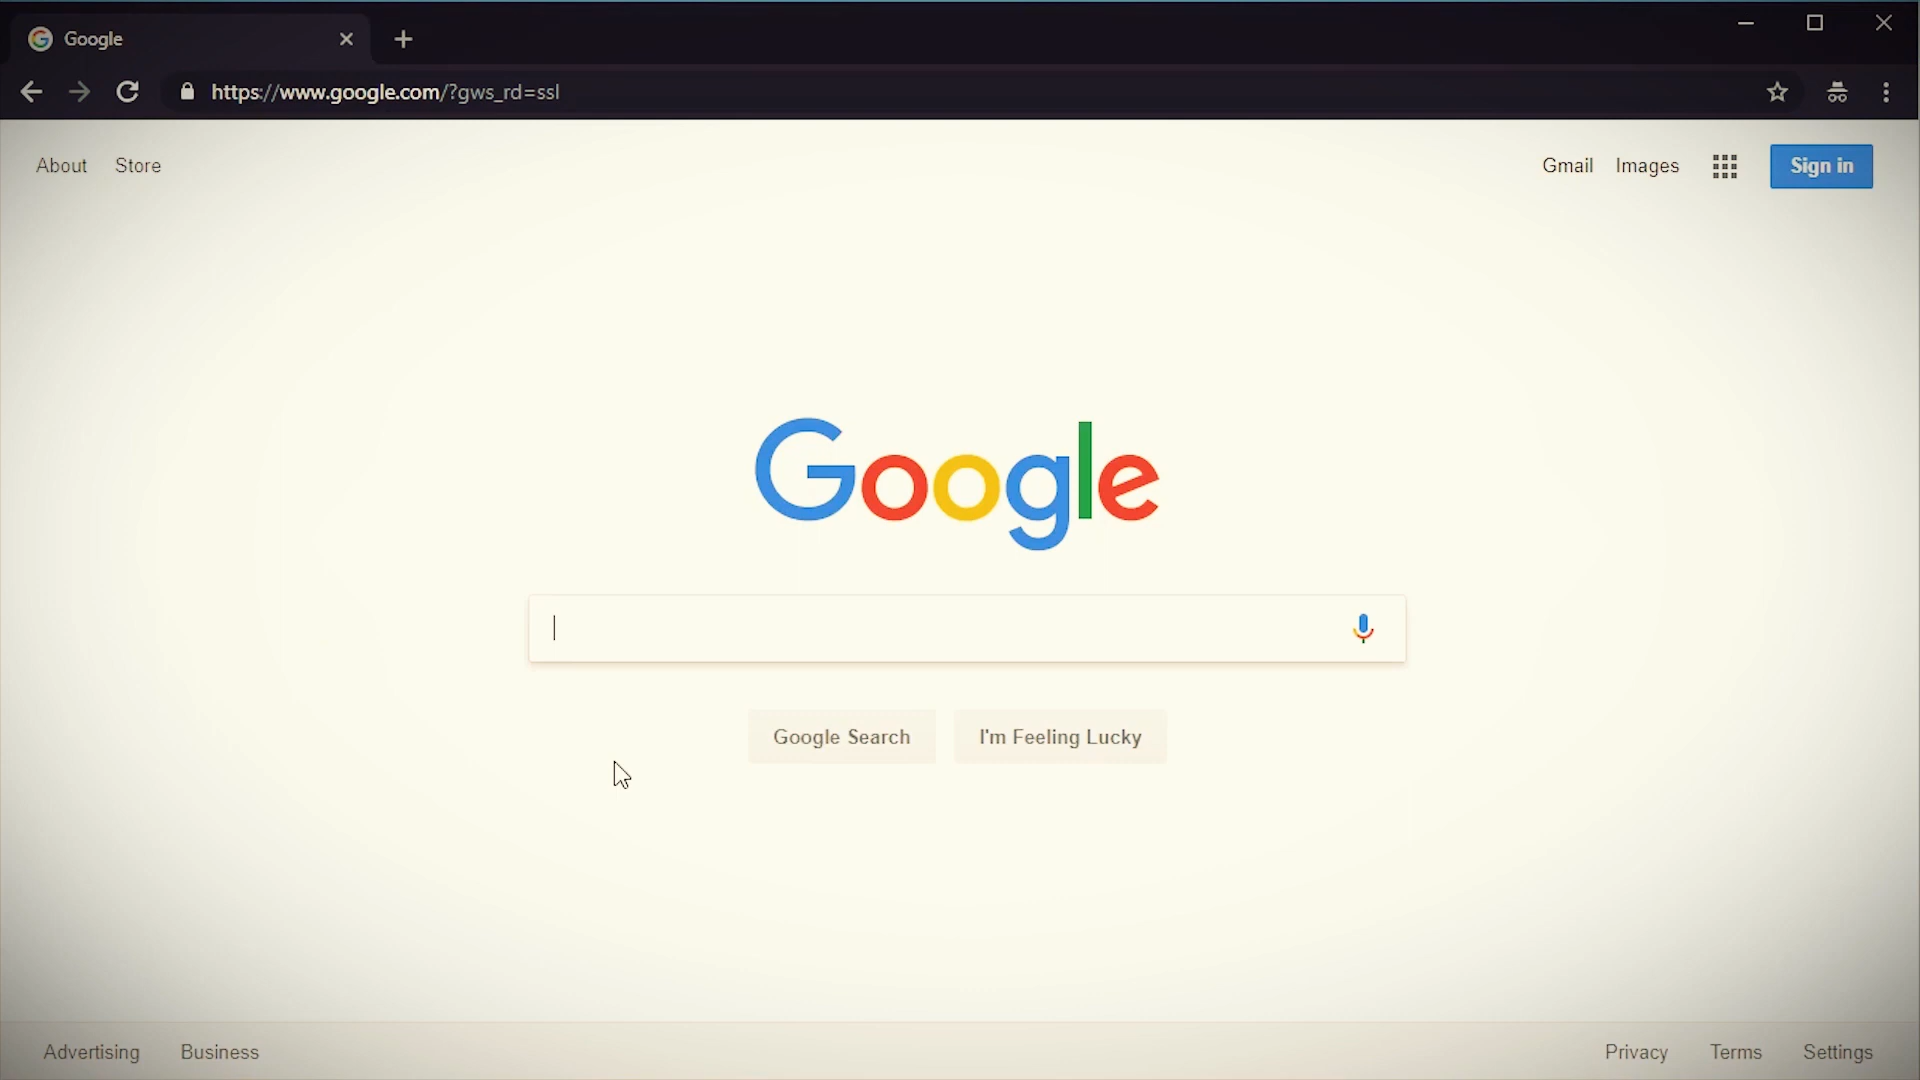 Google
https://www.google.com/?gws_rd=ssl
About Store Gmail Images Sign in
Google
Google Search I'm Feeling Lucky
Advertising Business Privacy Terms Settings